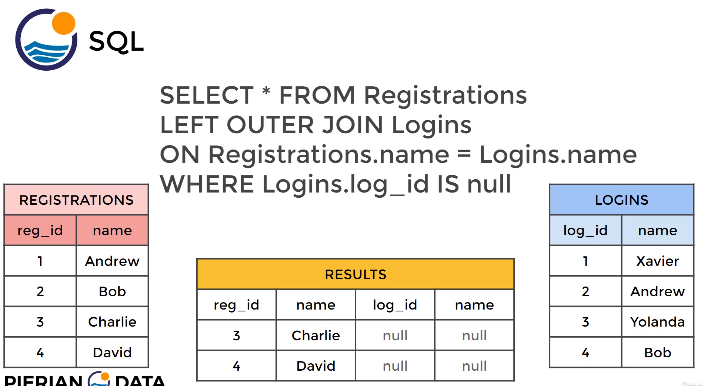 SQL
SELECT * FROM Registrations
LEFT OUTER JOIN Logins
ON Registrations.name = Logins.name
WHERE Logins.log_id IS null
REGISTRATIONS
reg_id name
1 Andrew
2 Bob
3 Charlie
4 David
RESULTS
reg_id name log_id name
3 Charlie null null
4 David null null
LOGINS
log_id name
1 Xavier
2 Andrew
3 Yolanda
4 Bob
PIERIAN DATA